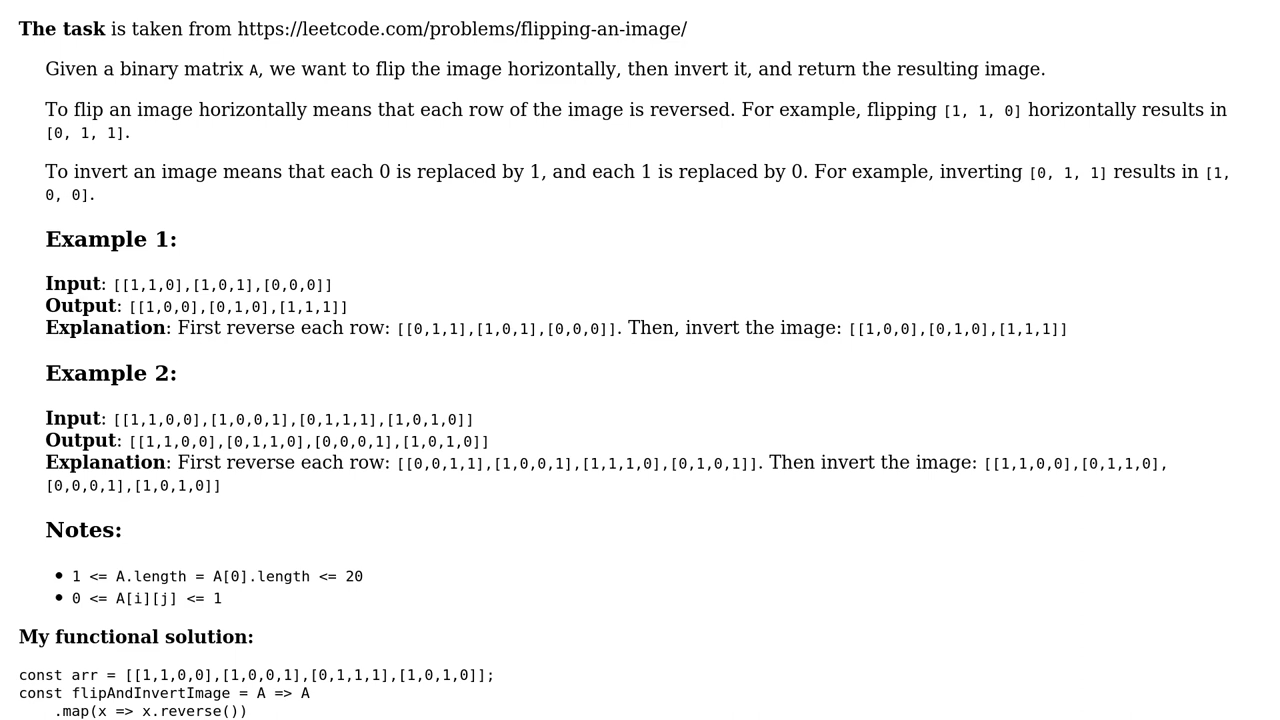 The task is taken from https://leetcode.com/problems/flipping-an-image/
Given a binary matrix A, we want to flip the image horizontally, then invert it, and return the resulting image.
To flip an image horizontally means that each row of the image is reversed. For example, flipping [1, 1, 0] horizontally results in
[0, 1, 1].
To invert an image means that each 0 is replaced by 1, and each 1 is replaced by 0. For example, inverting [0, 1, 1] results in [1,
0, 0].
Example 1:
Input: [[1,1,0],[1,0,1],[0,0,0]]
Output: [[1,0,0],[0,1,0],[1,1,1]]
Explanation: First reverse each row: [[0,1,1],[1,0,1],[0,0,0]]. Then, invert the image: [[1,0,0],[0,1,0],[1,1,1]]
Example 2:
Input: [[1,1,0,0],[1,0,0,1],[0,1,1,1],[1,0,1,0]]
Output: [[1,1,0,0],[0,1,1,0],[0,0,0,1],[1,0,1,0]]
Explanation: First reverse each row: [[0,0,1,1],[1,0,0,1],[1,1,1,0],[0,1,0,1]]. Then invert the image: [[1,1,0,0],[0,1,1,0],
[0,0,0,1],[1,0,1,0]]
Notes:
• 1 <= A.length = A[0].length <= 20
• 0 <= A[i][j] <= 1
My functional solution:
const arr = [[1,1,0,0],[1,0,0,1],[0,1,1,1],[1,0,1,0]];
const flipAndInvertImage = A => A
    .map(x => x.reverse())